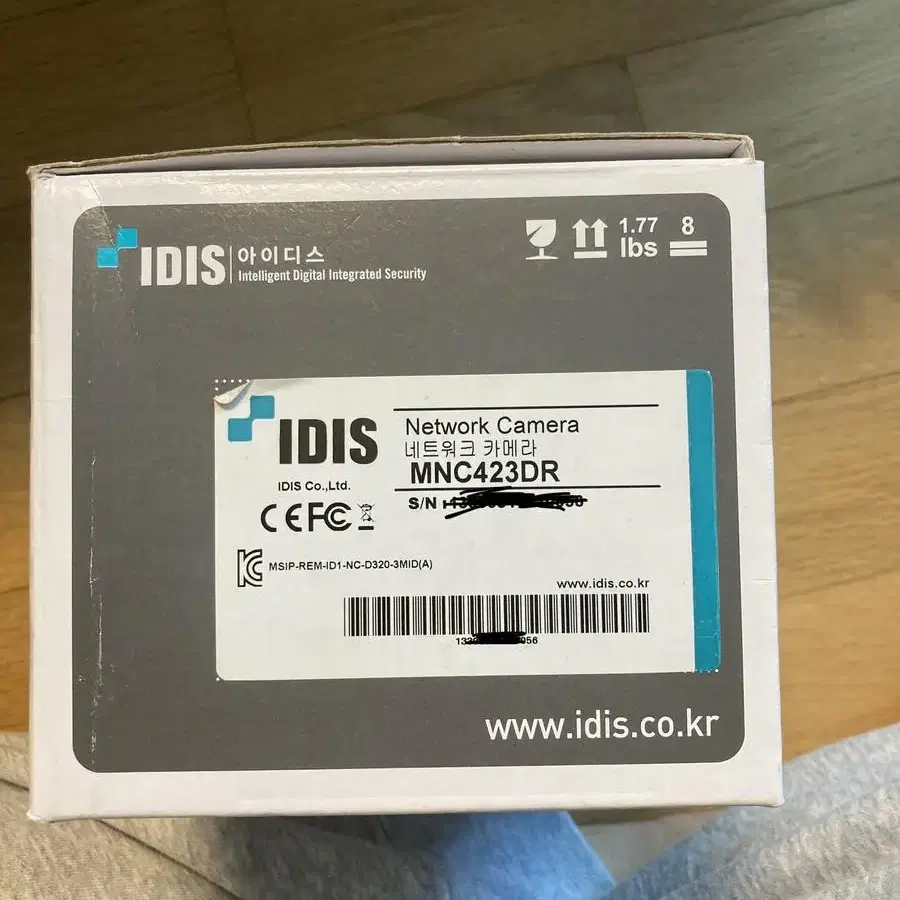 IDIS 아이디스
Intelligent Digital Integrated Security
1.77 lbs
8
IDIS
IDIS Co.,Ltd.
CE FC
Network Camera
네트워크 카메라
MNC423DR
S/N
MSIP-REM-ID1-NC-D320-3MID(A)
www.idis.co.kr
www.idis.co.kr